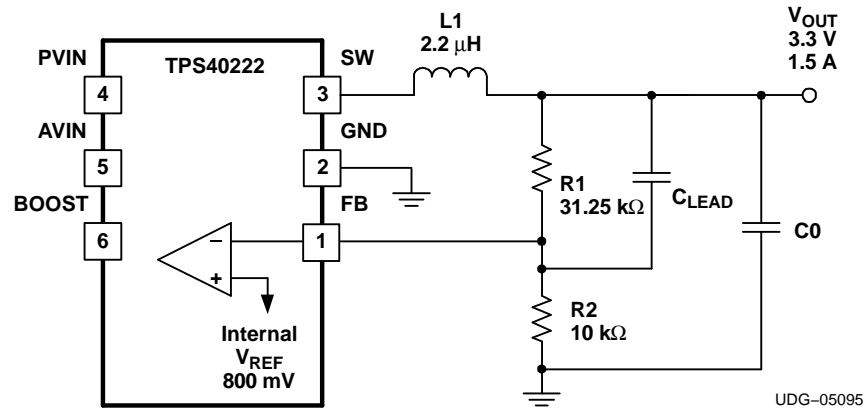 L1
2.2 μH
VOUT
3.3 V
1.5 A
TPS40222
PVIN
4
SW
3
AVIN
5
GND
2
BOOST
6
FB
1
−
+
Internal
VREF
800 mV
R1
31.25 kΩ
CLEAD
C0
R2
10 kΩ
UDG−05095